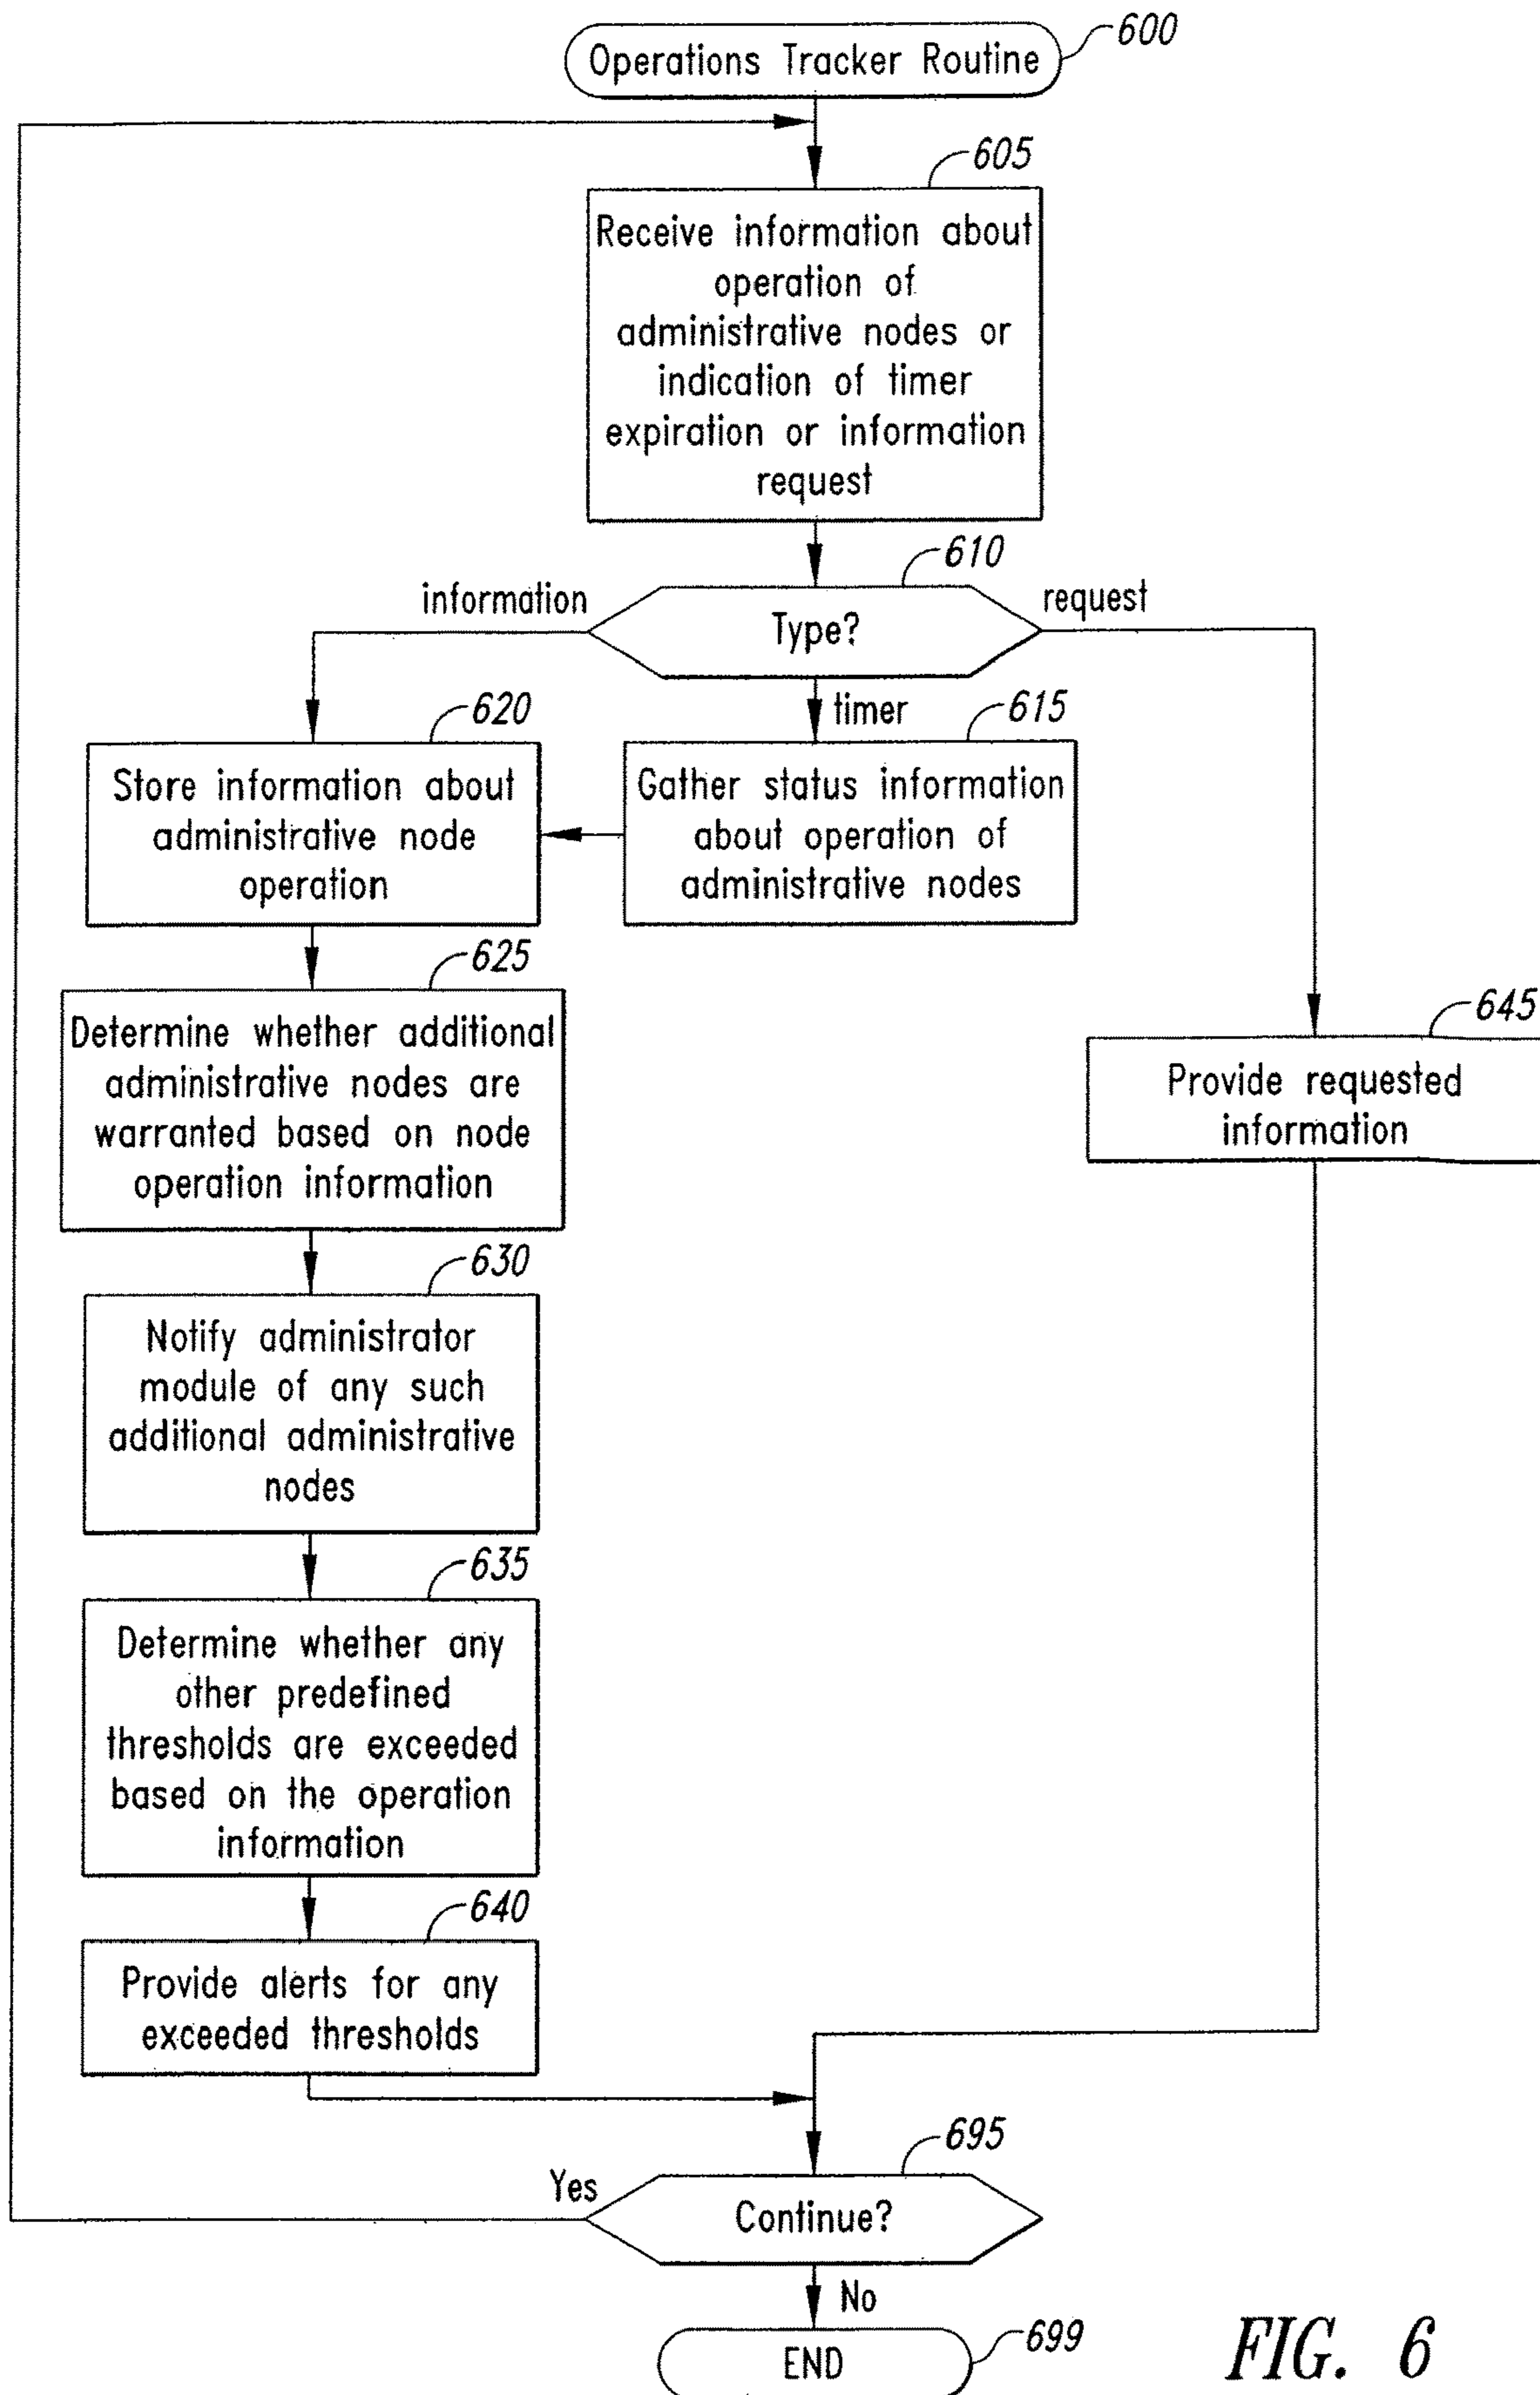 Operations Tracker Routine
600
605
Receive information about
operation of
administrative nodes or
indication of timer
expiration or information
request
610
information
Type?
request
timer
620
615
Store information about
administrative node
operation
Gather status information
about operation of
administrative nodes
625
Determine whether additional
administrative nodes are
warranted based on node
operation information
645
Provide requested
information
630
Notify administrator
module of any such
additional administrative
nodes
635
Determine whether any
other predefined
thresholds are exceeded
based on the operation
information
640
Provide alerts for any
exceeded thresholds
695
Yes
Continue?
No
END
699
FIG. 6